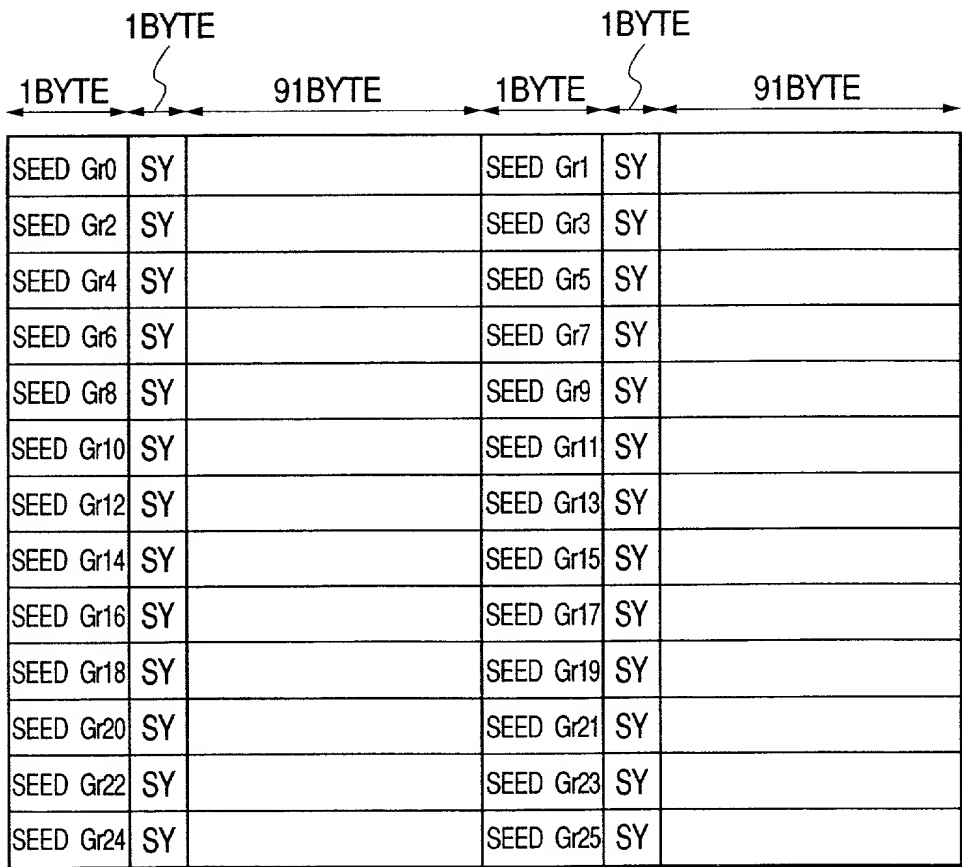 1BYTE 1BYTE
1BYTE 91BYTE 1BYTE 91BYTE
SEED Gr0 SY SEED Gr1 SY
SEED Gr2 SY SEED Gr3 SY
SEED Gr4 SY SEED Gr5 SY
SEED Gr6 SY SEED Gr7 SY
SEED Gr8 SY SEED Gr9 SY
SEED Gr10 SY SEED Gr11 SY
SEED Gr12 SY SEED Gr13 SY
SEED Gr14 SY SEED Gr15 SY
SEED Gr16 SY SEED Gr17 SY
SEED Gr18 SY SEED Gr19 SY
SEED Gr20 SY SEED Gr21 SY
SEED Gr22 SY SEED Gr23 SY
SEED Gr24 SY SEED Gr25 SY